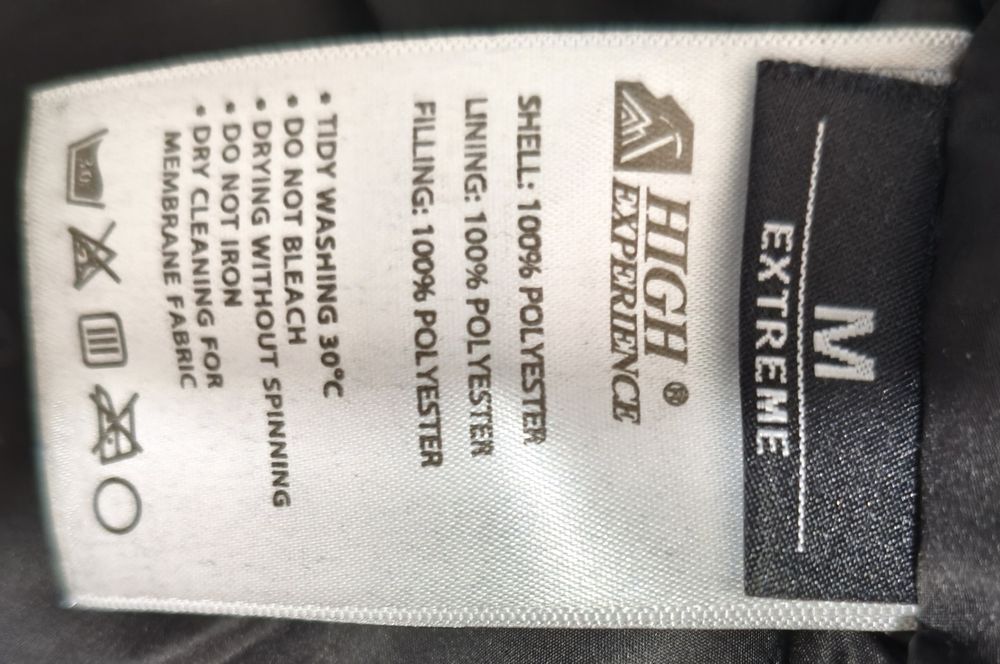 M
EXTREME
HIGH ®
EXPERIENCE
SHELL: 100% POLYESTER
LINING: 100% POLYESTER
FILLING: 100% POLYESTER
• TIDY WASHING 30°C
• DO NOT BLEACH
• DRYING WITHOUT SPINNING
• DO NOT IRON
• DRY CLEANING FOR
MEMBRANE FABRIC
30